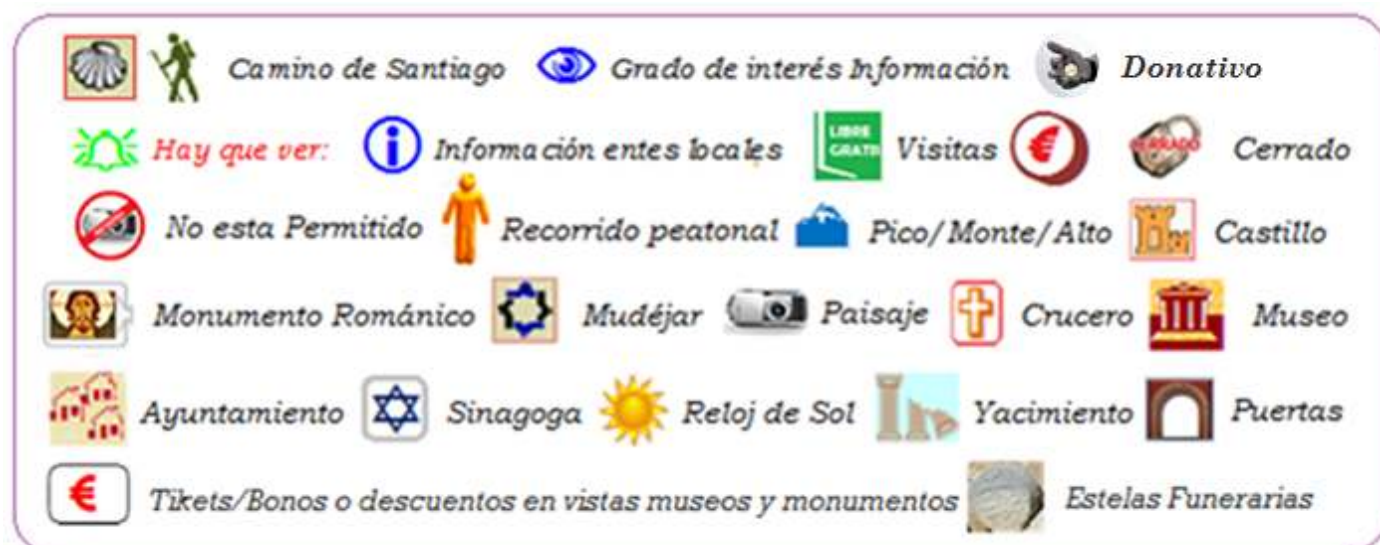 Camino de Santiago Grado de interés Información Donativo
Hay que ver: i Información entes locales LIBRE GRATIS Visitas € CERRADO Cerrado
No esta Permitido Recorrido peatonal Pico/Monte/Alto Castillo
Monumento Románico Mudéjar Paisaje Crucero Museo
Ayuntamiento Sinagoga Reloj de Sol Yacimiento Puertas
€ Tikets/Bonos o descuentos en vistas museos y monumentos Estelas Funerarias